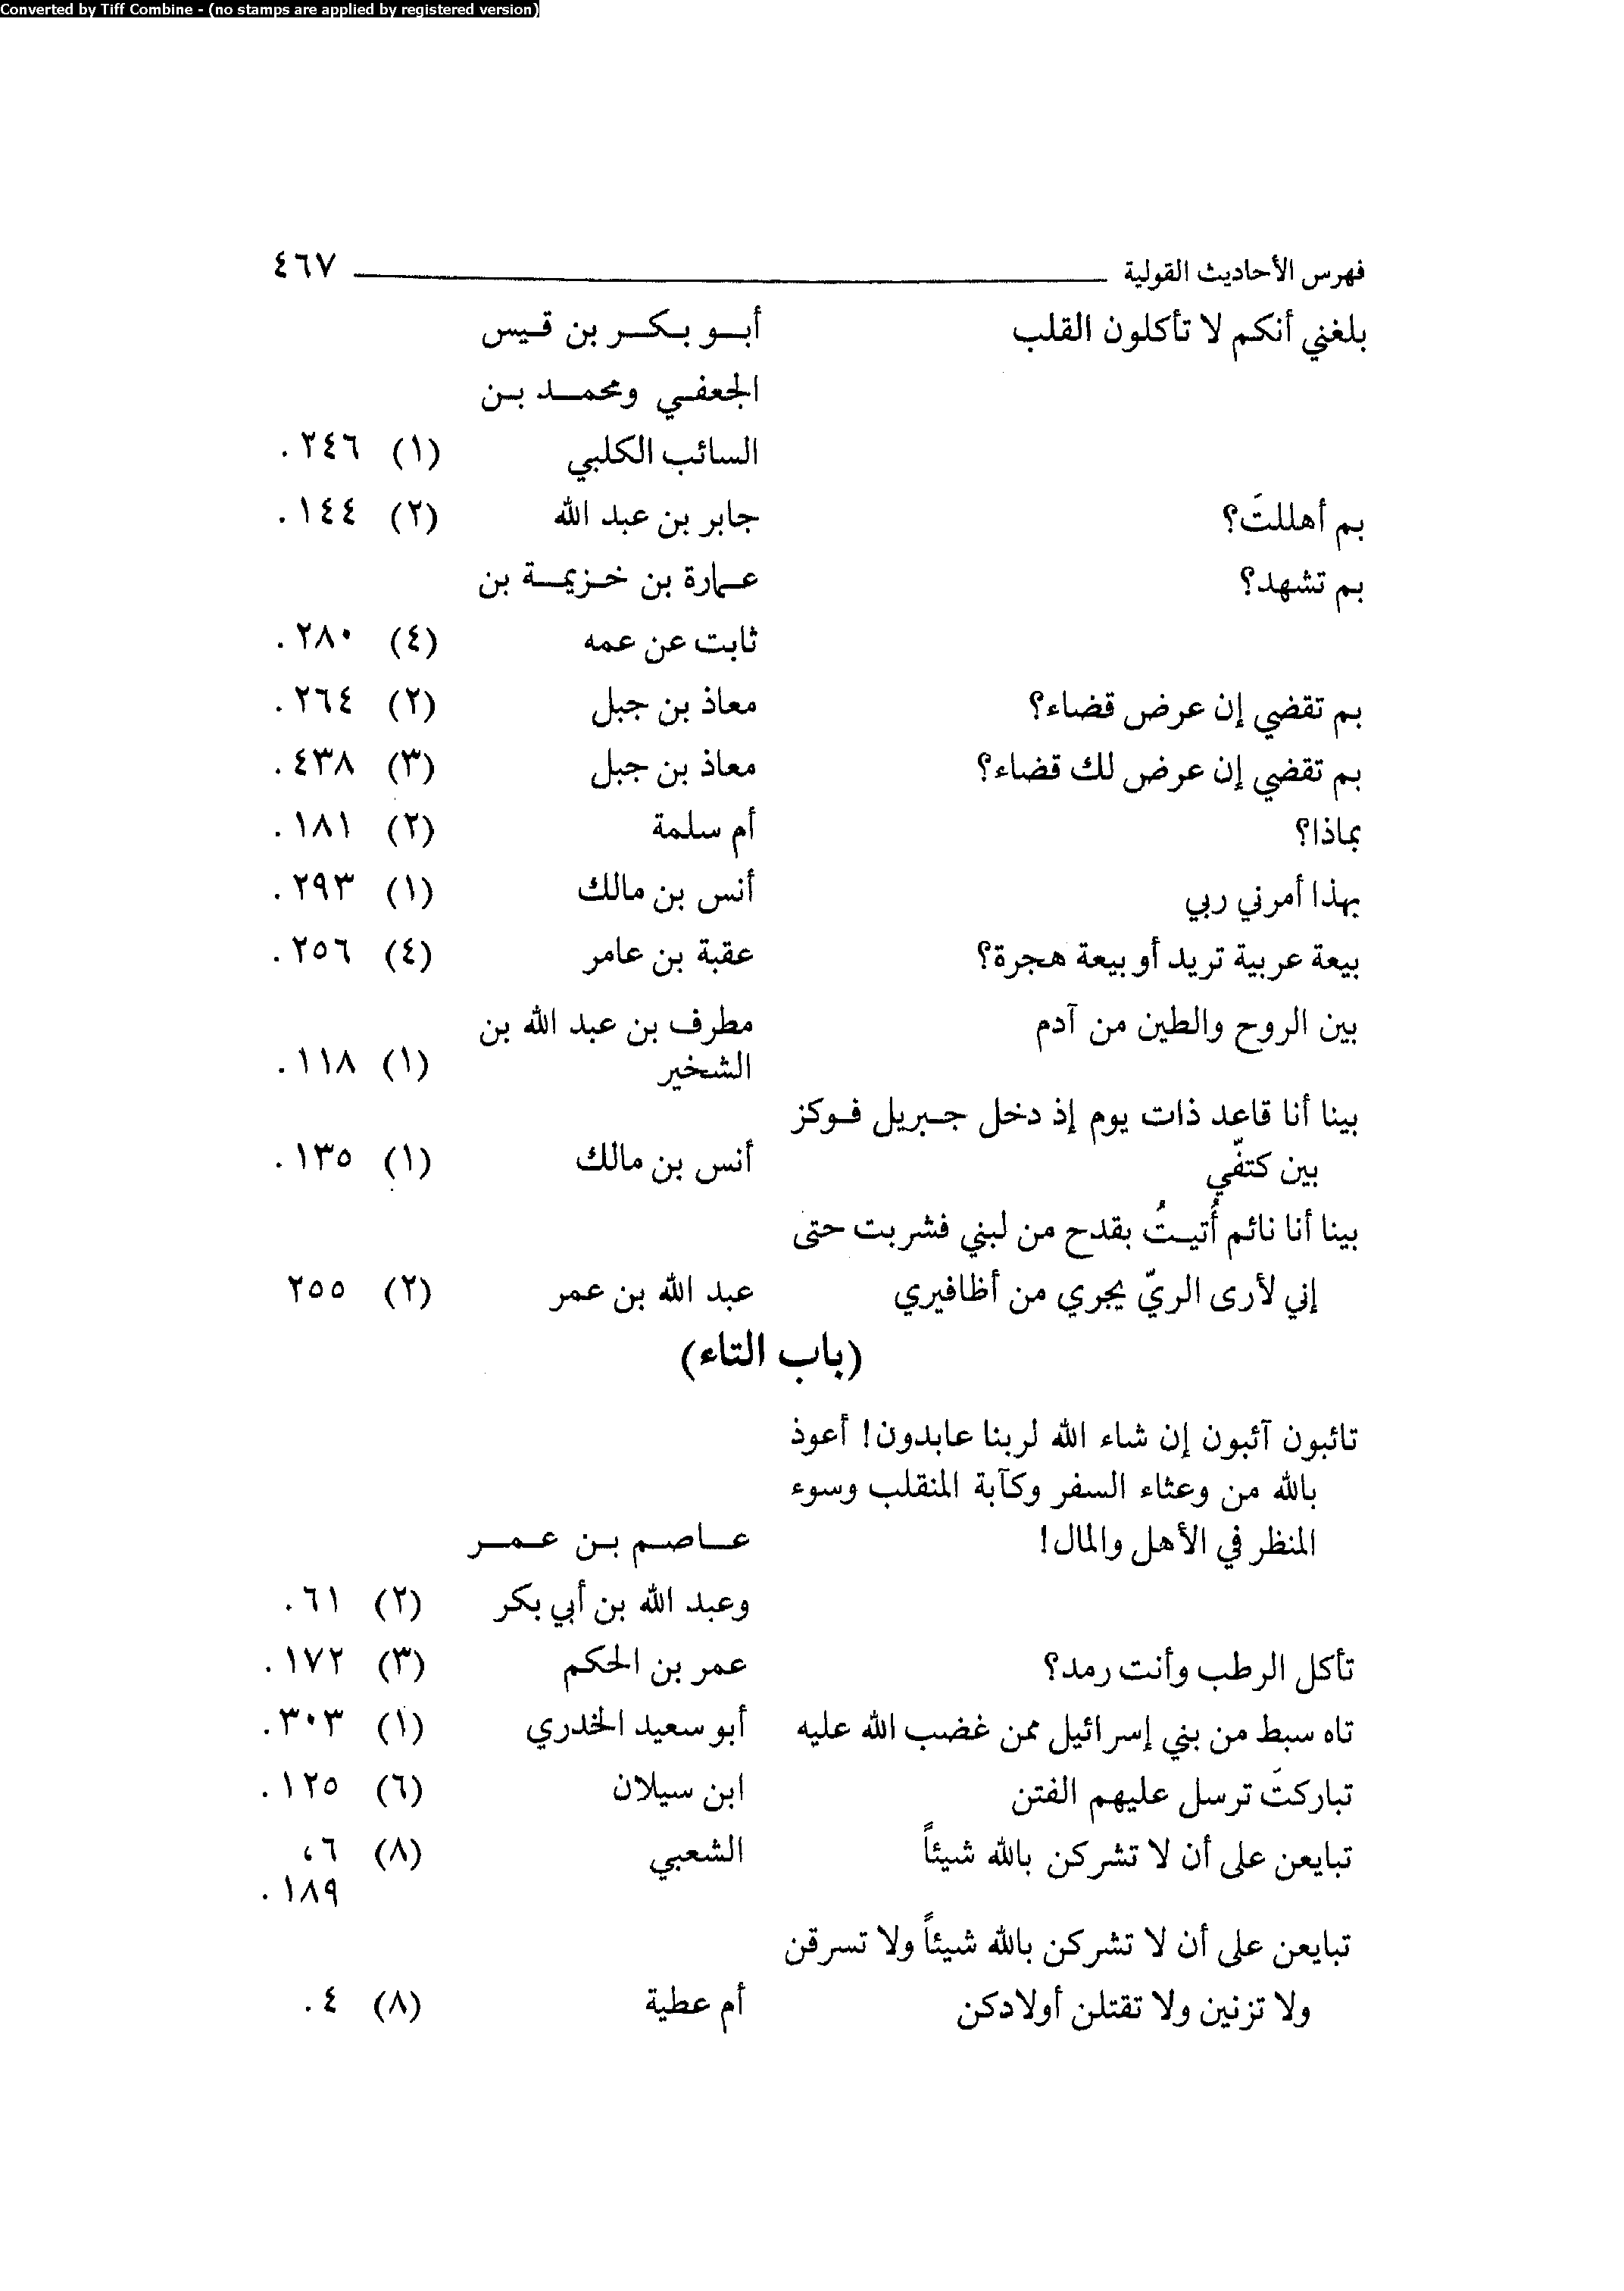 Converted by Tiff Combine - (no stamps are applied by registered version)
فهرس الأحاديث القولية ٤٦٧
بلغني أنكم لا تأكلون القلب أبو بكر بن قيس
الجعفي ومحمد بن
السائب الكلبي (١) ٢٤٦ .
بم أهللتَ؟ جابر بن عبد الله (٢) ١٤٤ .
بم تشهد؟ عمارة بن خزيمة بن
ثابت عن عمه (٤) ٢٨٠ .
بم تقضي إن عرض قضاء؟ معاذ بن جبل (٢) ٢٦٤ .
بم تقضي إن عرض لك قضاء؟ معاذ بن جبل (٣) ٤٣٨ .
بماذا؟ أم سلمة (٢) ١٨١ .
بهذا أمرني ربي أنس بن مالك (١) ٢٩٣ .
بيعة عربية تريد أو بيعة هجرة؟ عقبة بن عامر (٤) ٢٥٦ .
بين الروح والطين من آدم مطرف بن عبد الله بن
الشخير (١) ١١٨ .
بينا أنا قاعد ذات يوم إذ دخل جبريل فوكز
بين كتفّي أنس بن مالك (١) ١٣٥ .
بينا أنا نائم أُتيتُ بقدح من لبني فشربت حتى
إني لأرى الريّ يجري من أظافيري عبد الله بن عمر (٢) ٢٥٥
(باب التاء)
تائبون آئبون إن شاء الله لربنا عابدون! أعوذ
بالله من وعثاء السفر وكآبة المنقلب وسوء
المنظر في الأهل والمال! عاصم بن عمر
وعبد الله بن أبي بكر (٢) ٦١ .
تأكل الرطب وأنت رمد؟ عمر بن الحكم (٣) ١٧٢ .
تاه سبط من بني إسرائيل ممن غضب الله عليه أبو سعيد الخدري (١) ٣٠٣ .
تباركتَ ترسل عليهم الفتن ابن سيلان (٦) ١٢٥ .
تبايعن على أن لا تشركن بالله شيئاً الشعبي (٨) ٦ ،
١٨٩ .
تبايعن على أن لا تشركن بالله شيئاً ولا تسرقن
ولا تزنين ولا تقتلن أولادكن أم عطية (٨) ٤ .